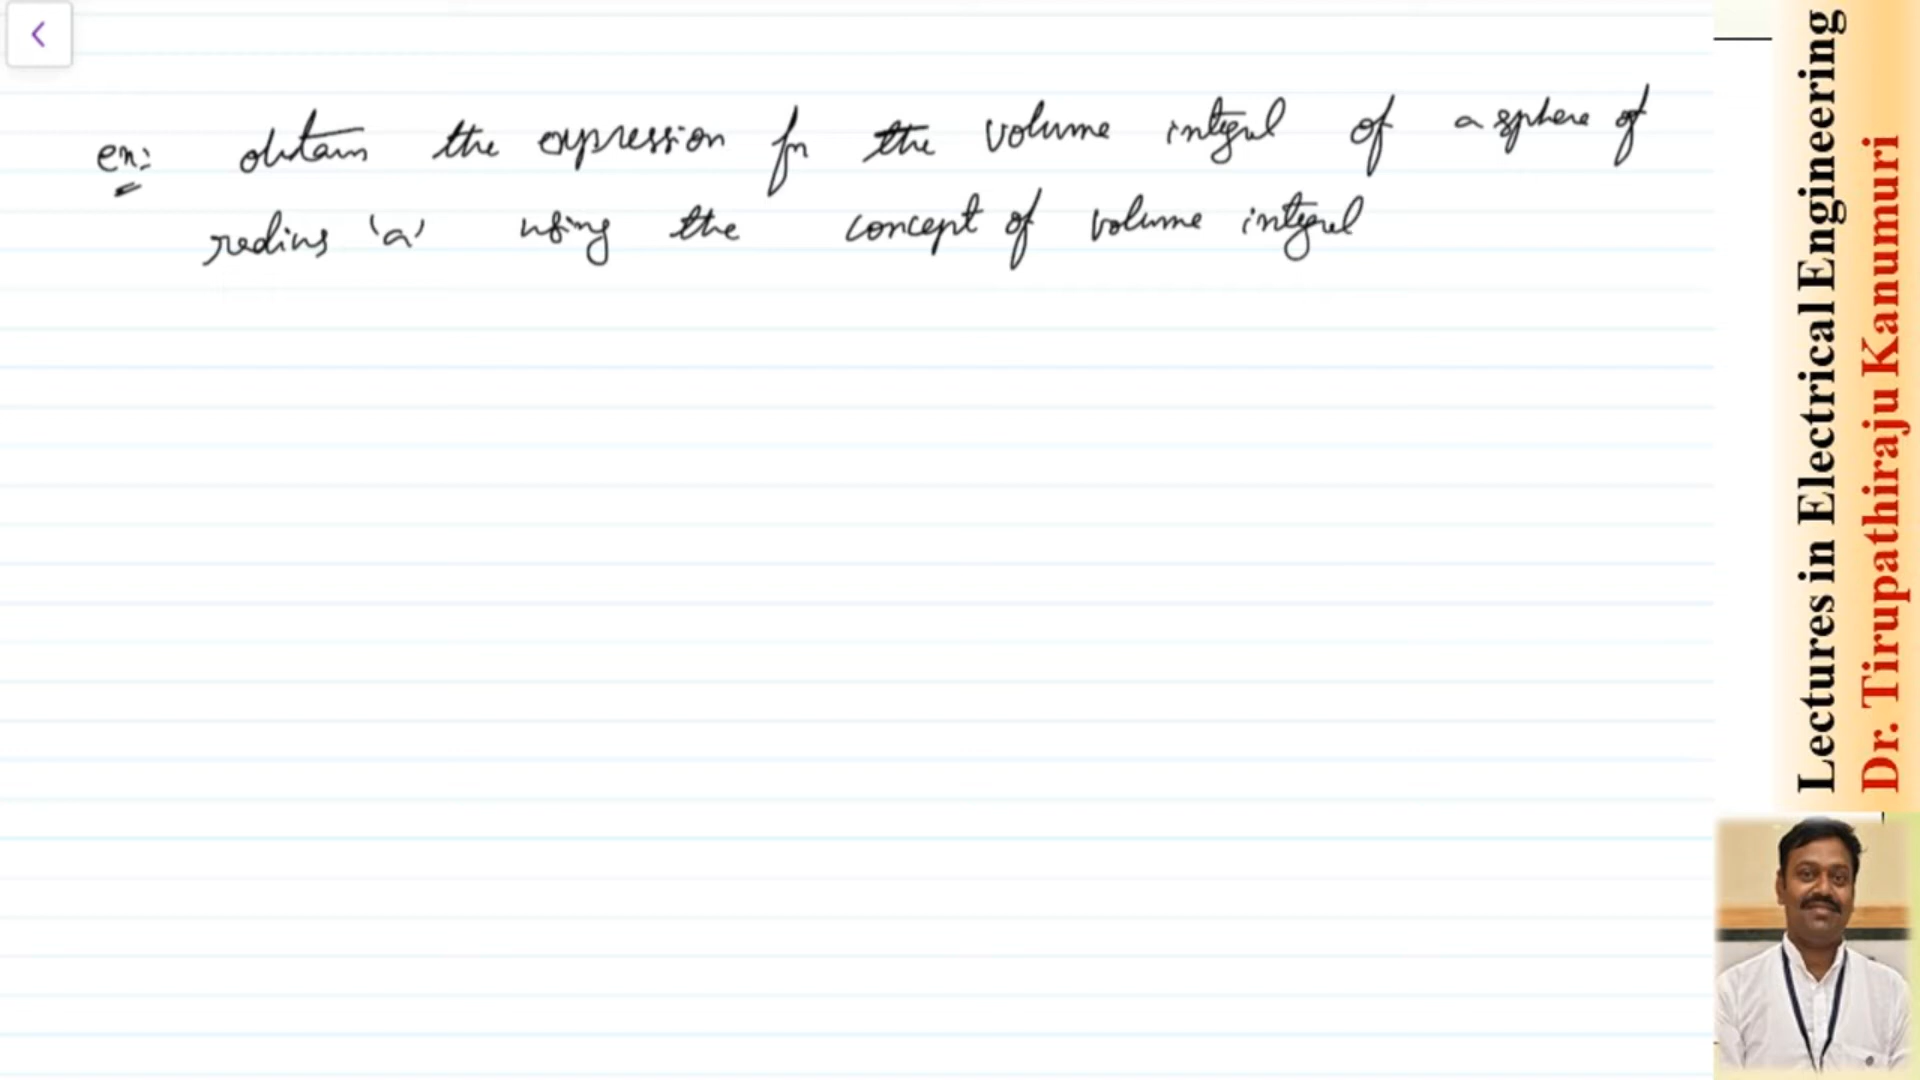 ex: obtain the expression for the volume integral of a sphere of
radius 'a' using the concept of volume integral
Lectures in Electrical Engineering
Dr. Tirupathiraju Kanumuri